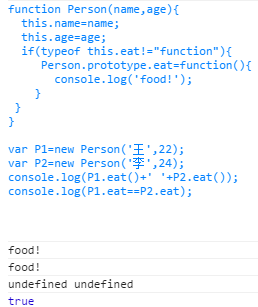 function Person(name,age){
  this.name=name;
  this.age=age;
  if(typeof this.eat!="function"){
     Person.prototype.eat=function(){
       console.log('food!');
    }
 }
}
var P1=new Person('王',22);
var P2=new Person('李',24);
console.log(P1.eat()+' '+P2.eat());
console.log(P1.eat==P2.eat);
food!
food!
undefined undefined
true